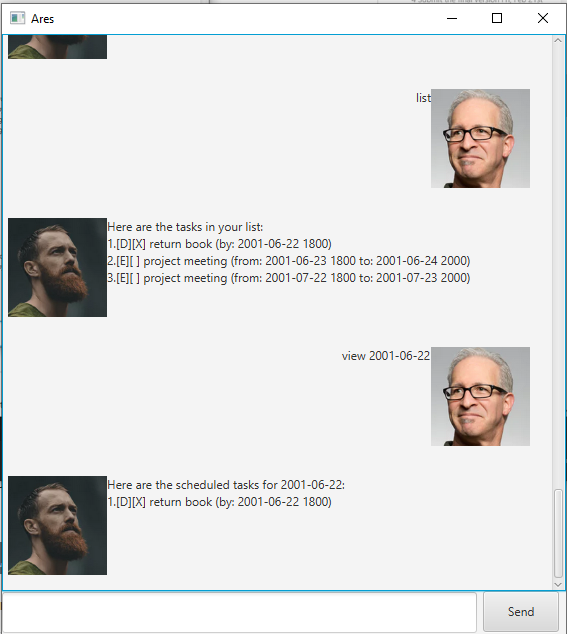 Ares
list
Here are the tasks in your list:
1.[D][X] return book (by: 2001-06-22 1800)
2.[E][ ] project meeting (from: 2001-06-23 1800 to: 2001-06-24 2000)
3.[E][ ] project meeting (from: 2001-07-22 1800 to: 2001-07-23 2000)
view 2001-06-22
Here are the scheduled tasks for 2001-06-22:
1.[D][X] return book (by: 2001-06-22 1800)
Send